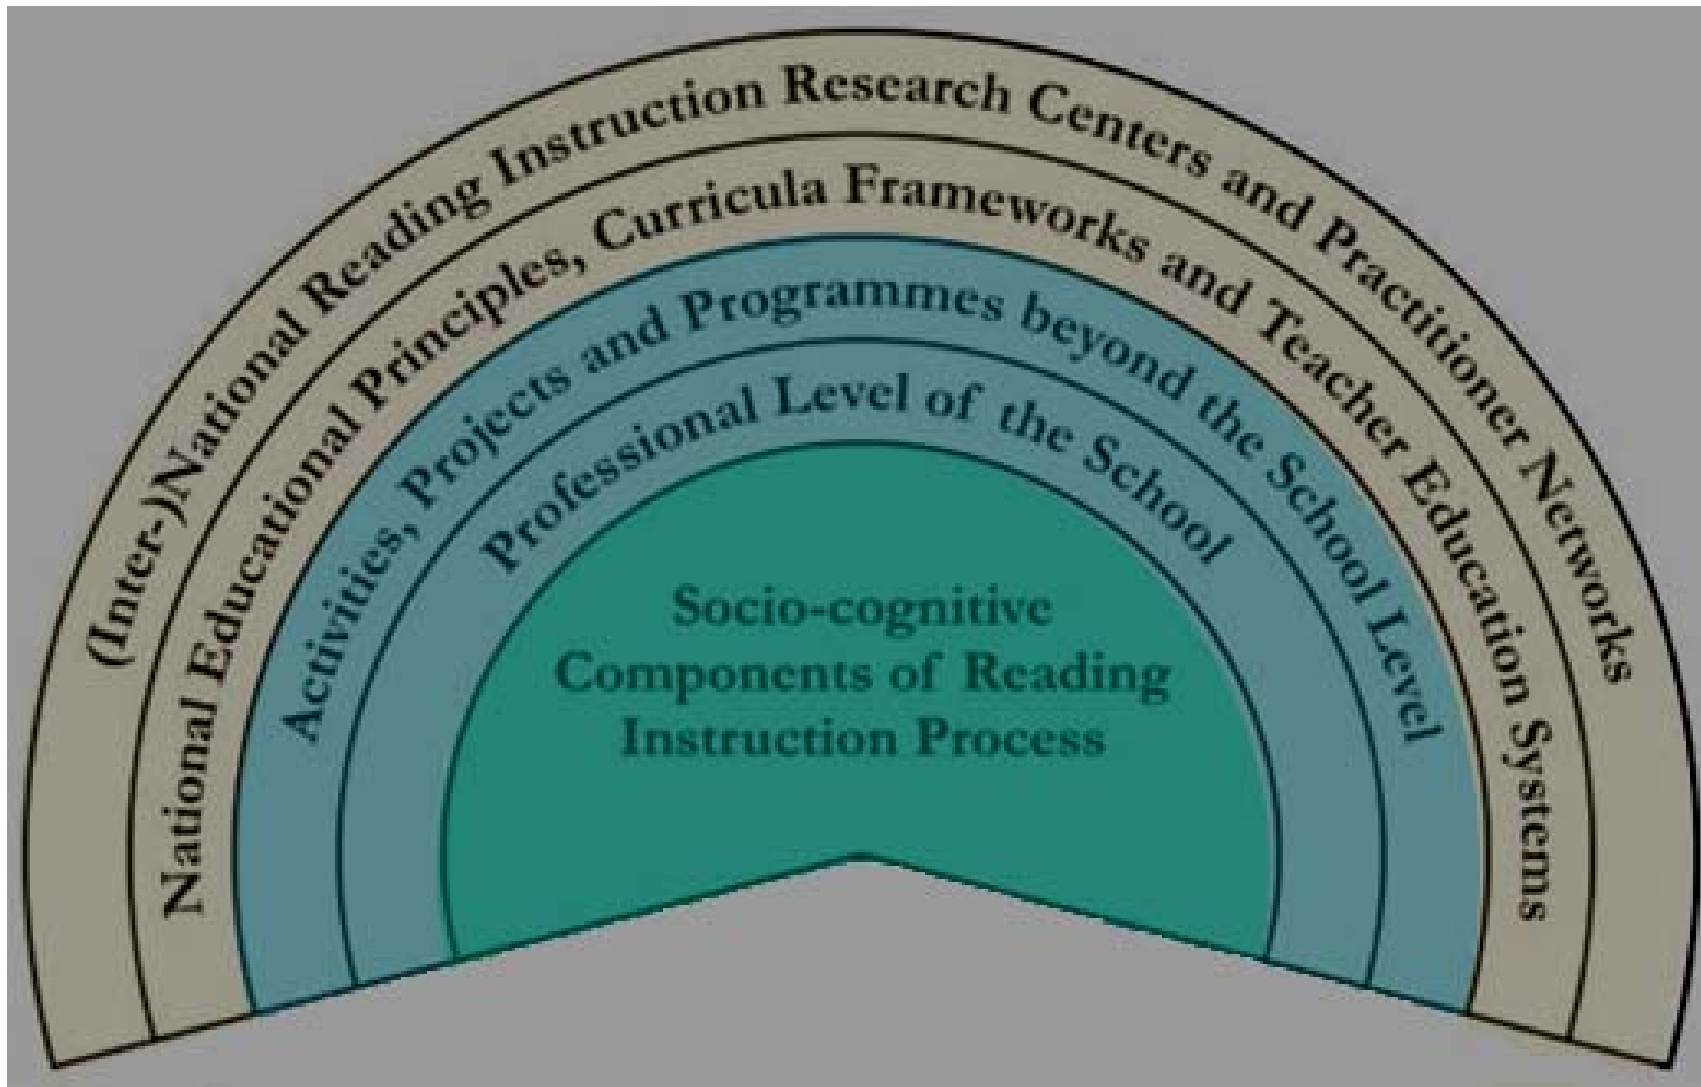 (Inter-)National Reading Instruction Research Centers and Practitioner Networks
National Educational Principles, Curricula Frameworks and Teacher Education Systems
Activities, Projects and Programmes beyond the School Level
Professional Level of the School
Socio-cognitive
Components of Reading
Instruction Process